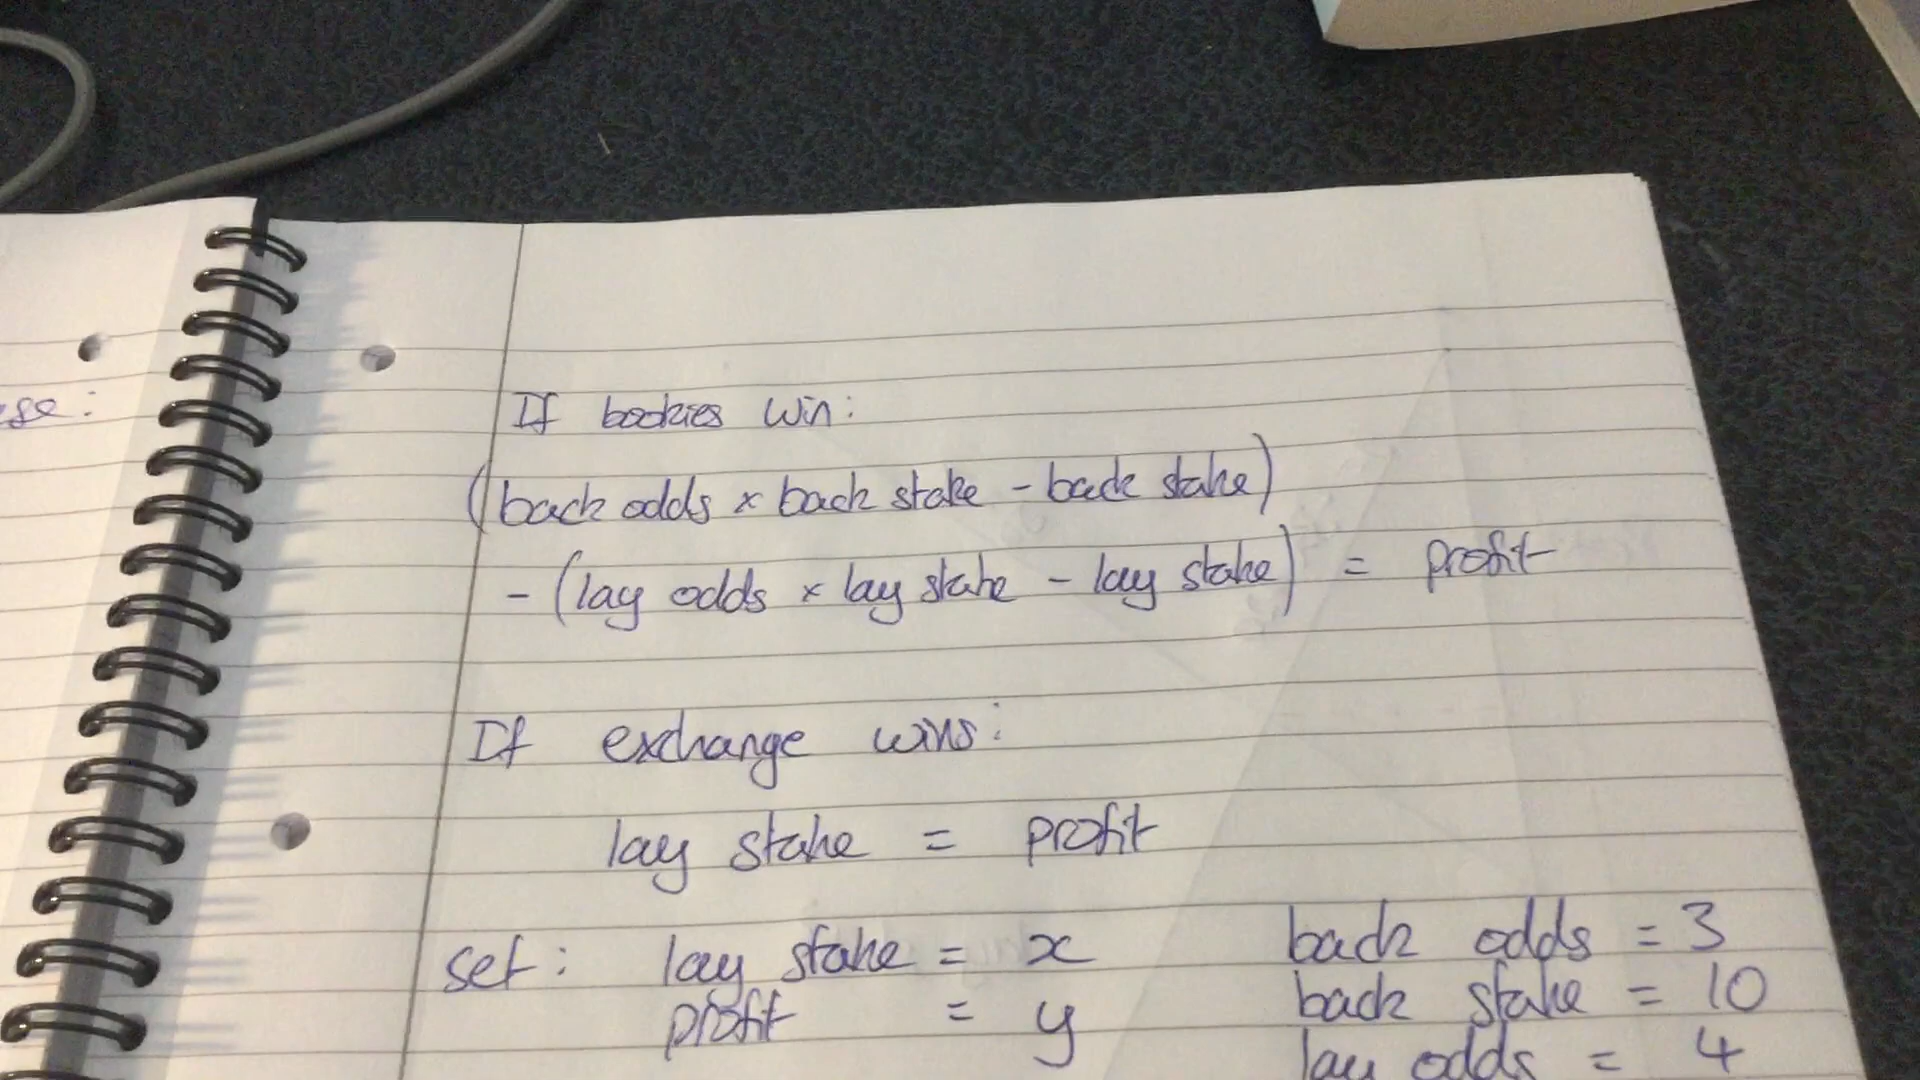 ese:
If bookies win:
(back odds × back stake - back stake)
- (lay odds × lay stake - lay stake) = profit
If exchange wins:
lay stake = profit
set: lay stake = x
profit = y
back odds = 3
back stake = 10
lay odds = 4